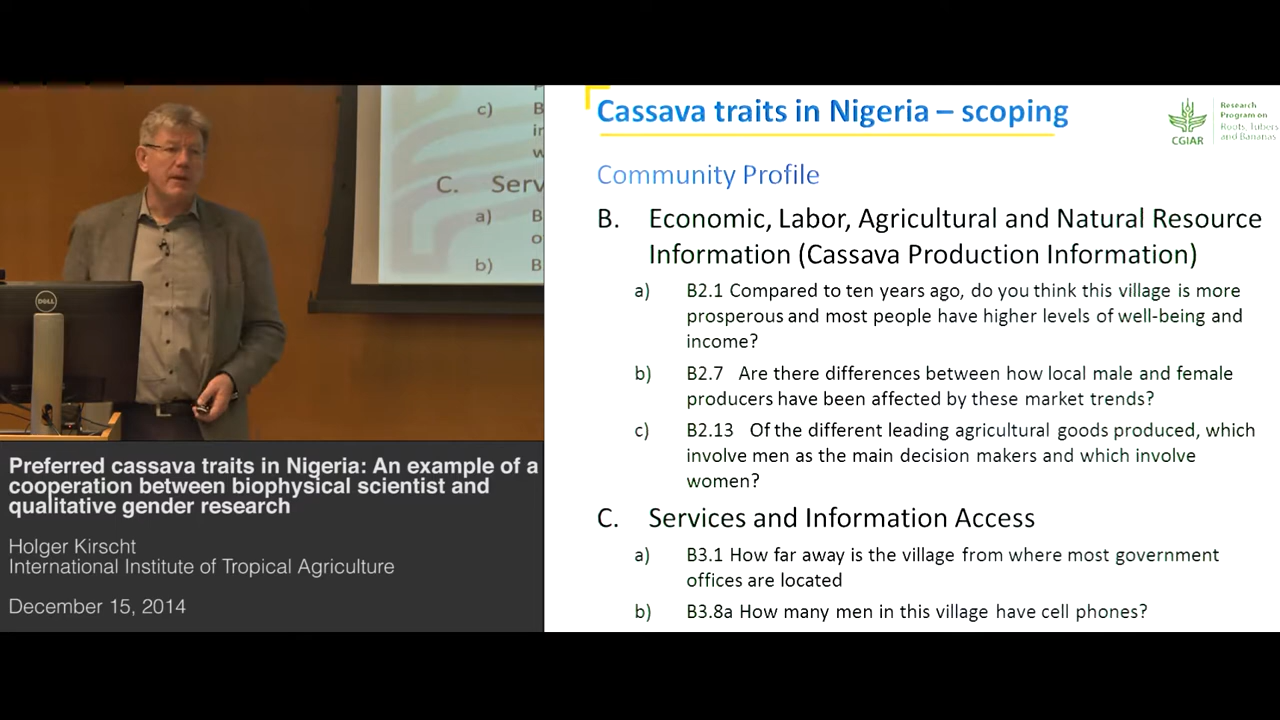 c)
B
in
w
C. Serv
a) B
o
b) B
DELL
Preferred cassava traits in Nigeria: An example of a
cooperation between biophysical scientist and
qualitative gender research
Holger Kirscht
International Institute of Tropical Agriculture
December 15, 2014
Cassava traits in Nigeria – scoping
CGIAR
Research
Program on
Roots, Tubers
and Bananas
Community Profile
B. Economic, Labor, Agricultural and Natural Resource
Information (Cassava Production Information)
a) B2.1 Compared to ten years ago, do you think this village is more
prosperous and most people have higher levels of well-being and
income?
b) B2.7 Are there differences between how local male and female
producers have been affected by these market trends?
c) B2.13 Of the different leading agricultural goods produced, which
involve men as the main decision makers and which involve
women?
C. Services and Information Access
a) B3.1 How far away is the village from where most government
offices are located
b) B3.8a How many men in this village have cell phones?